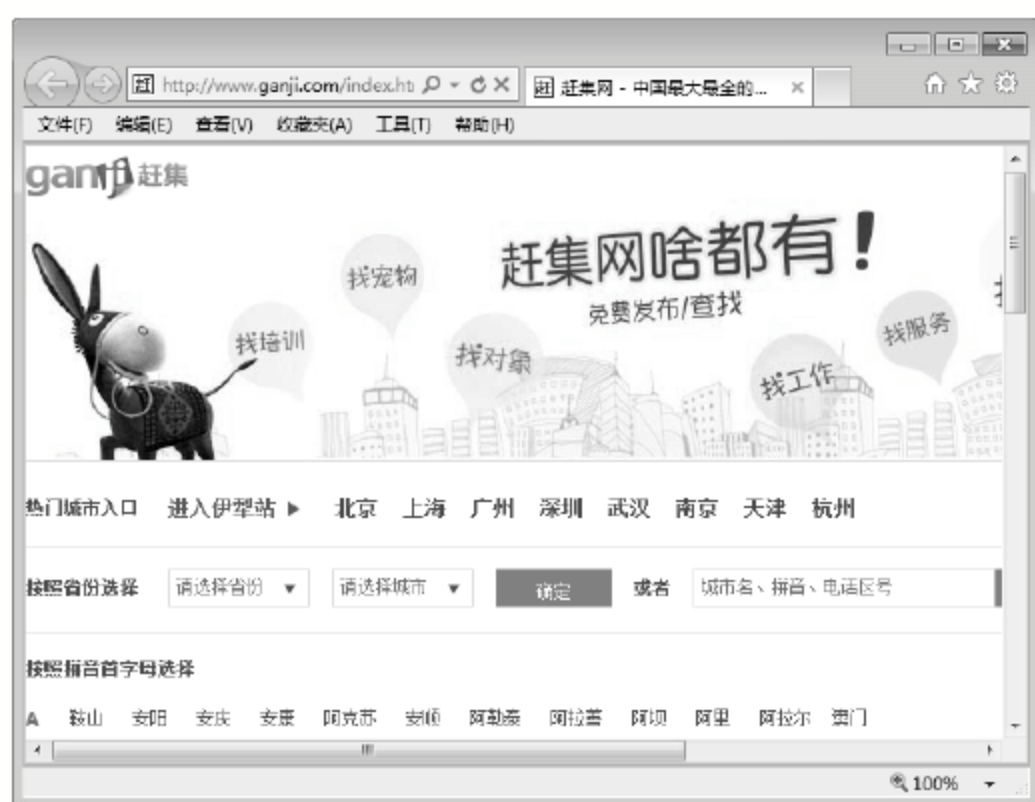 http://www.ganji.com/index.ht
赶集网 - 中国最大最全的...
文件(F) 编辑(E) 查看(V) 收藏夹(A) 工具(T) 帮助(H)
ganji 赶集
赶集网啥都有!
免费发布/查找
找宠物
找培训
找对象
找工作
找服务
热门城市入口 进入伊犁站 北京 上海 广州 深圳 武汉 南京 天津 杭州
按照省份选择 请选择省份 请选择城市 确定 或者 城市名、拼音、电话区号
按照拼音首字母选择
A 鞍山 安阳 安庆 安康 阿克苏 安顺 阿勒泰 阿拉善 阿坝 阿里 阿拉尔 澳门
100%